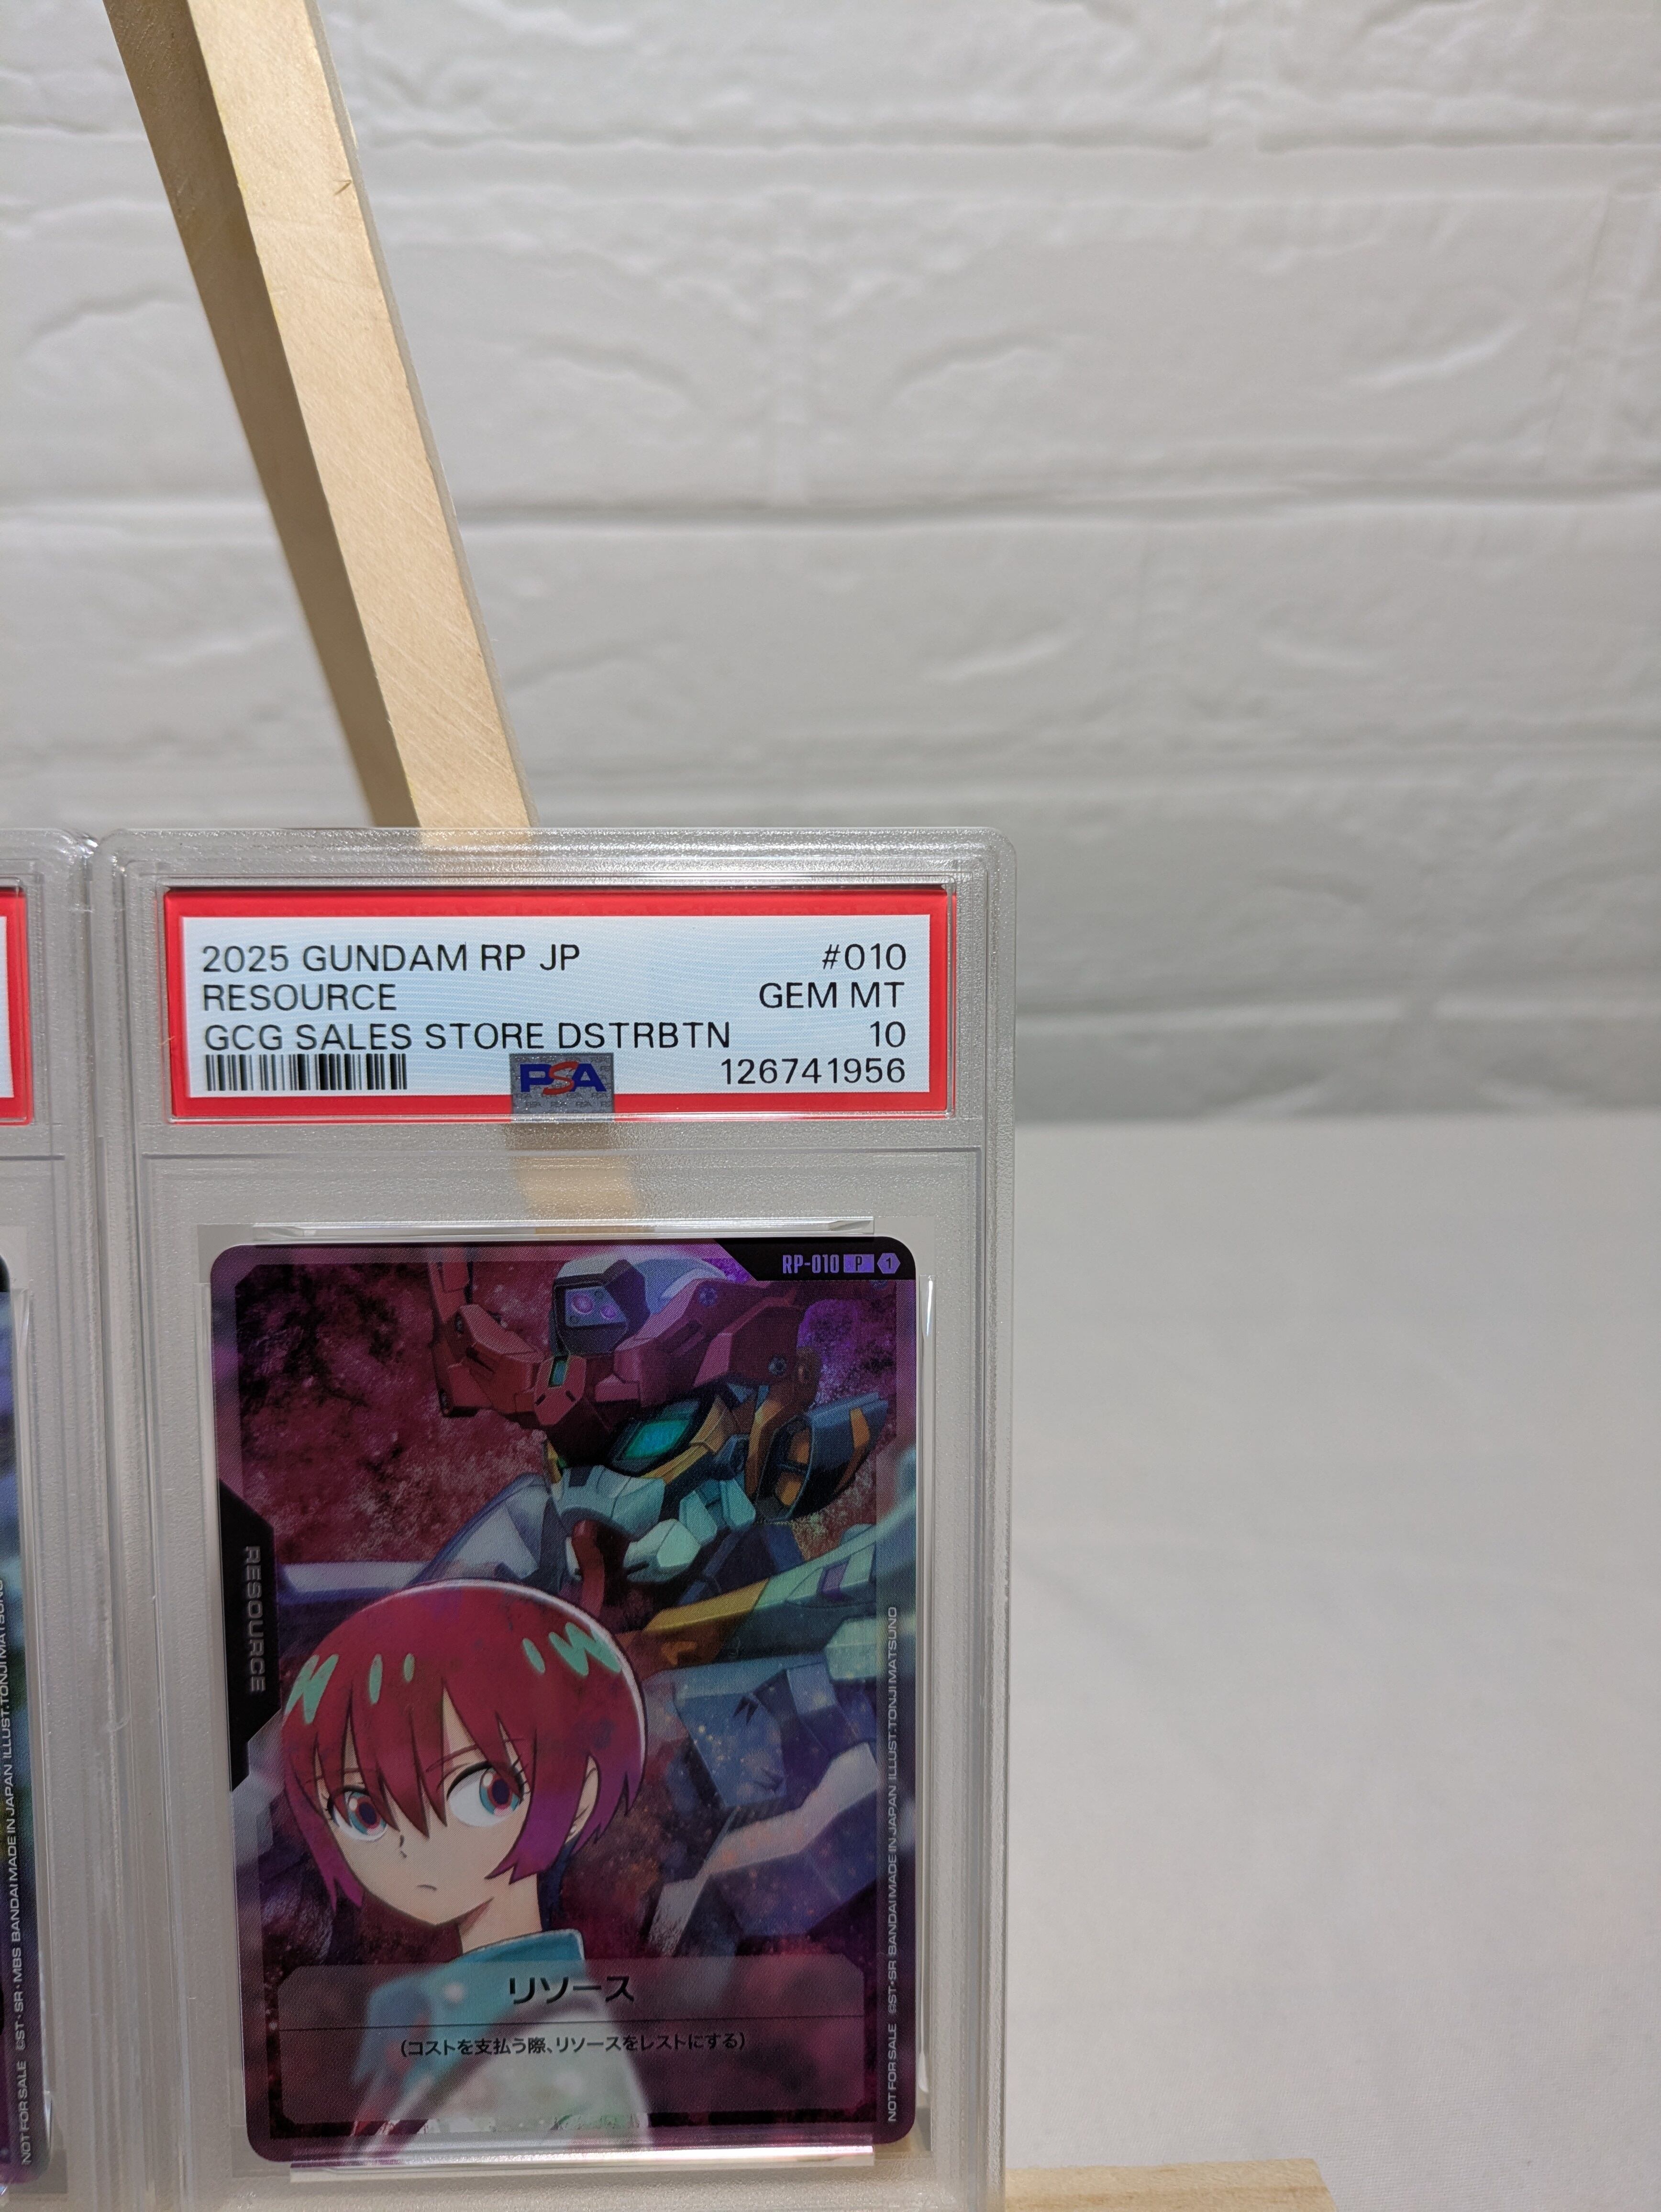 2025 GUNDAM RP JP #010
RESOURCE GEM MT
GCG SALES STORE DSTRBTN 10
PSA 126741956
RP-010 P 1
RESOURCE
リソース
(コストを支払う際、リソースをレストにする)
NOT FOR SALE ©ST・SR BANDAI MADE IN JAPAN ILLUST.TONJI MATSUNO
NOT FOR SALE ©ST・SR・MBS BANDAI MADE IN JAPAN ILLUST.TONJI MATSUNO